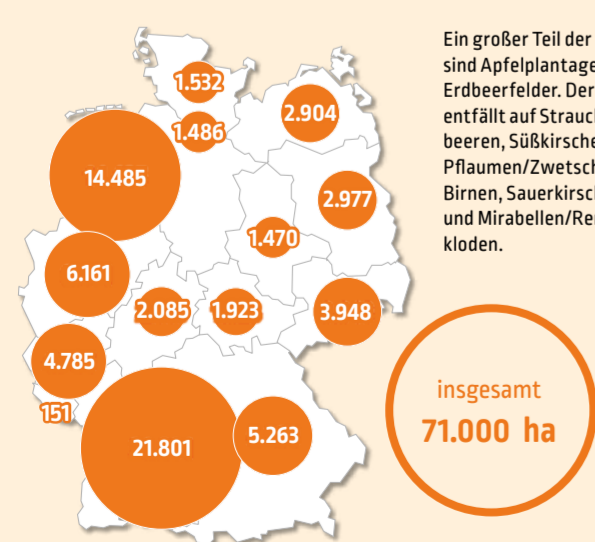 Ein großer Teil der
sind Apfelplantage
Erdbeerfelder. Der
entfällt auf Strauch
beeren, Süßkirsche
Pflaumen/Zwetsch
Birnen, Sauerkirsch
und Mirabellen/Re
kloden.
1.532
2.904
1.486
14.485
2.977
1.470
6.161
2.085
1.923
3.948
4.785
151
21.801
5.263
insgesamt
71.000 ha